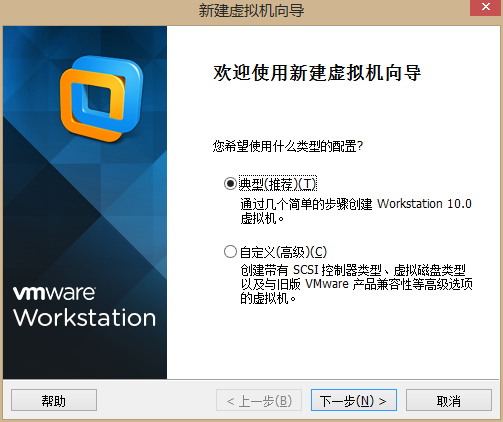 新建虚拟机向导
欢迎使用新建虚拟机向导
您希望使用什么类型的配置?
典型(推荐)(T)
通过几个简单的步骤创建 Workstation 10.0
虚拟机。
自定义(高级)(C)
创建带有 SCSI 控制器类型、虚拟磁盘类型
以及与旧版 VMware 产品兼容性等高级选项
的虚拟机。
vmware
Workstation
帮助
< 上一步(B)
下一步(N) >
取消